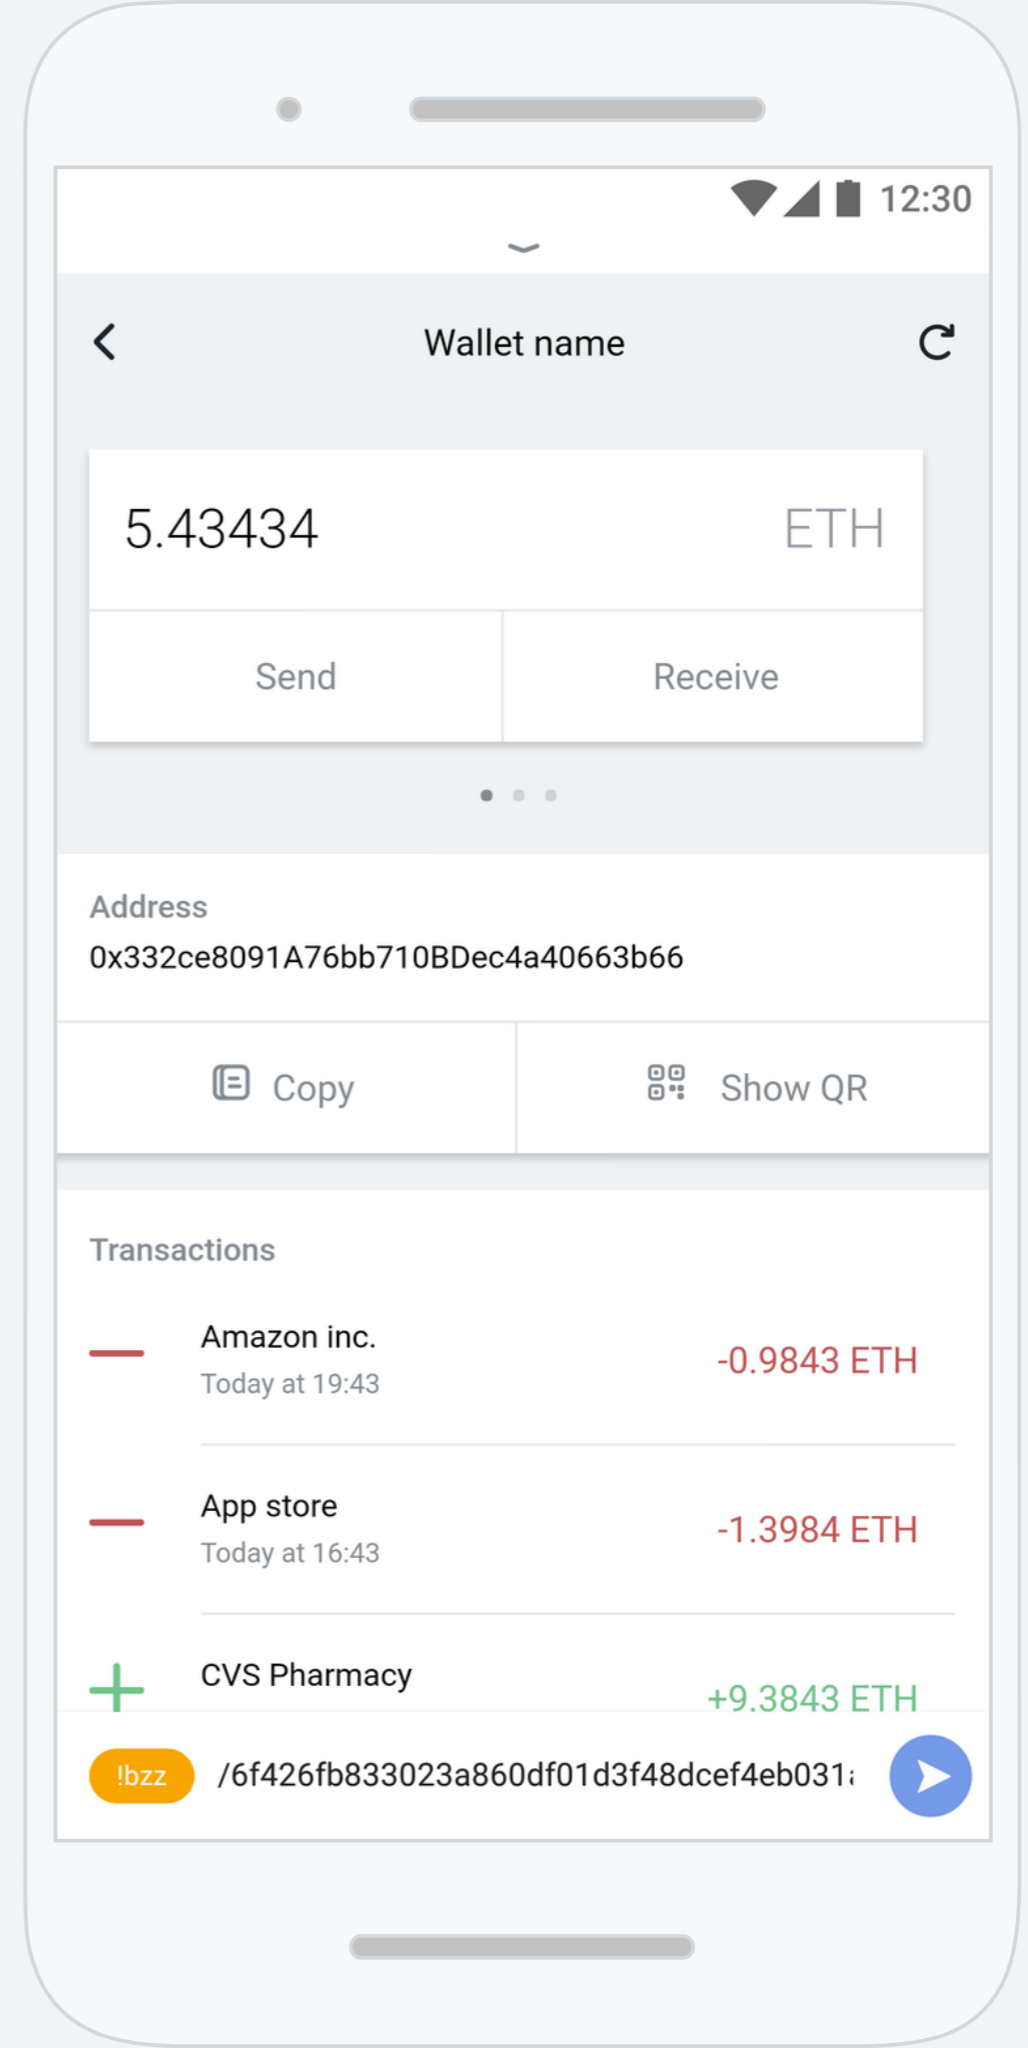 12:30
Wallet name
5.43434 ETH
Send Receive
Address
0x332ce8091A76bb710BDec4a40663b66
Copy Show QR
Transactions
Amazon inc.
Today at 19:43
-0.9843 ETH
App store
Today at 16:43
-1.3984 ETH
CVS Pharmacy
+9.3843 ETH
!bzz /6f426fb833023a860df01d3f48dcef4eb031